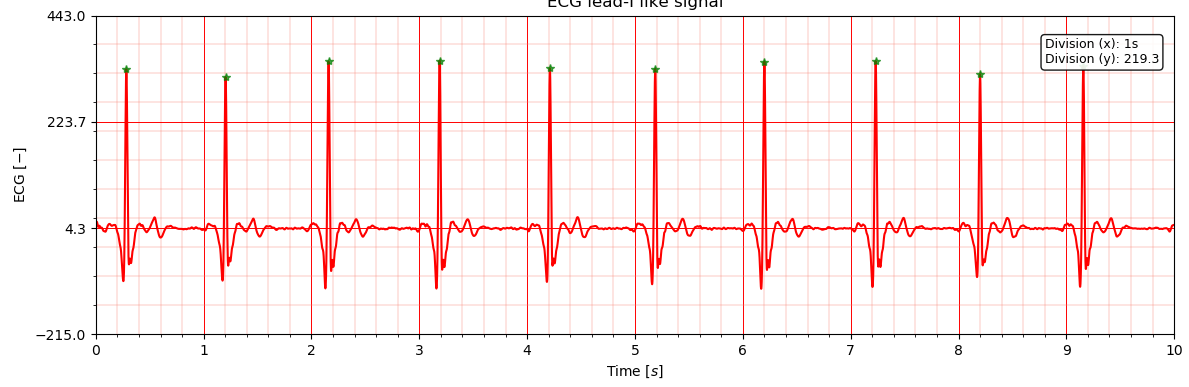 ECG lead-I like signal
443.0
Division (x): 1s
Division (y): 219.3
223.7
ECG [−]
4.3
−215.0
0 1 2 3 4 5 6 7 8 9 10
Time [s]